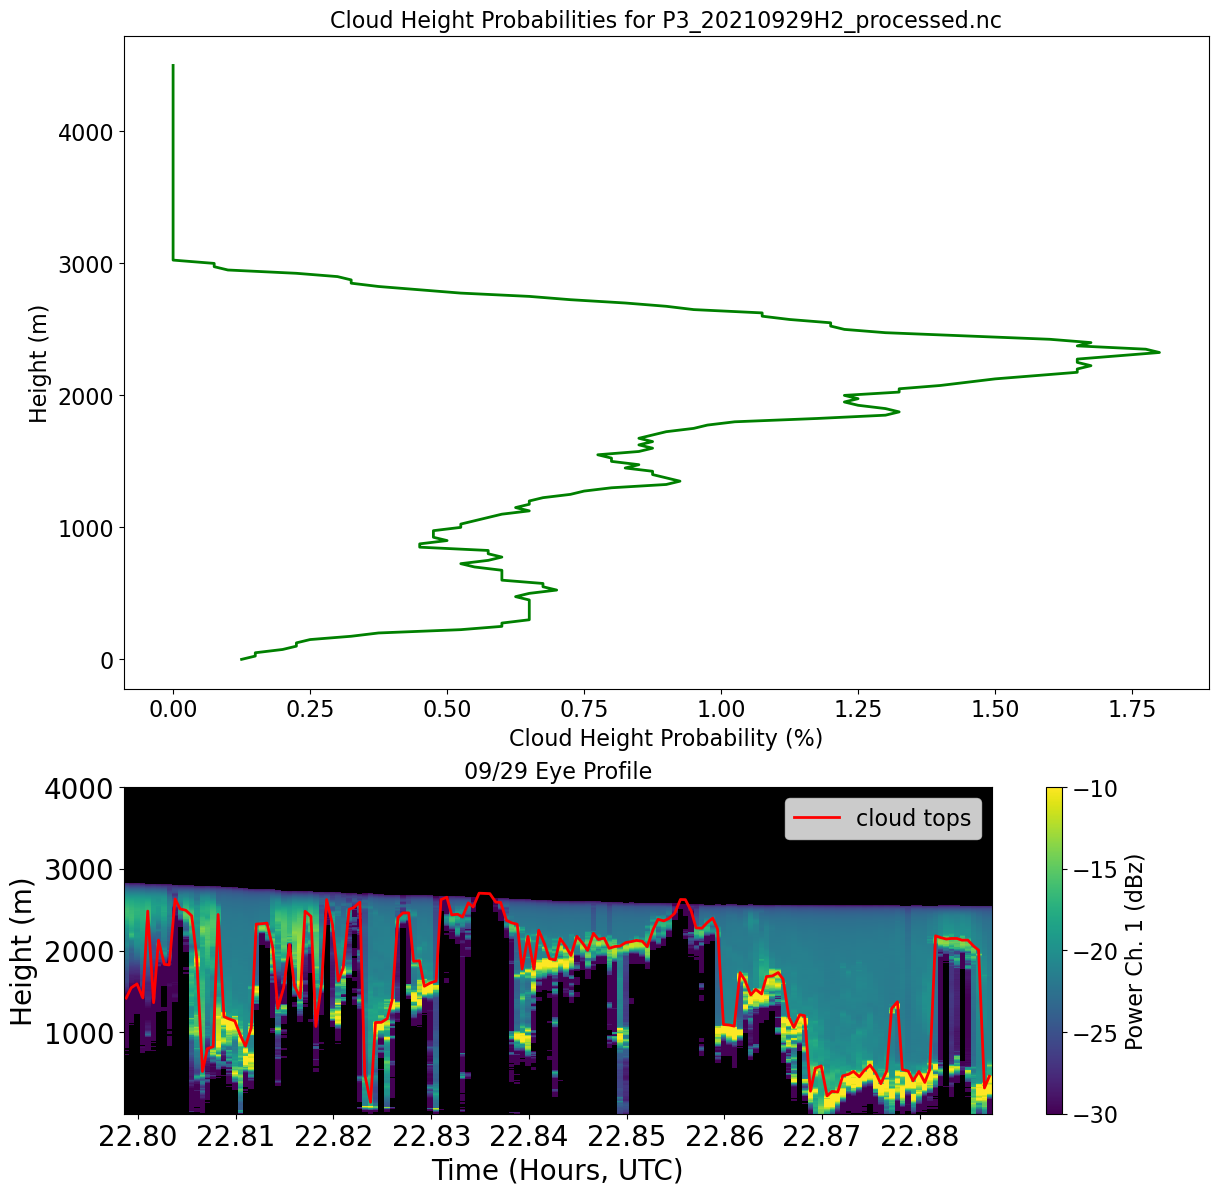 Cloud Height Probabilities for P3_20210929H2_processed.nc
4000
3000
2000
1000
0
Height (m)
0.00 0.25 0.50 0.75 1.00 1.25 1.50 1.75
Cloud Height Probability (%)
09/29 Eye Profile
4000
3000
2000
1000
Height (m)
cloud tops
22.80 22.81 22.82 22.83 22.84 22.85 22.86 22.87 22.88
Time (Hours, UTC)
−10
−15
−20
−25
−30
Power Ch. 1 (dBz)